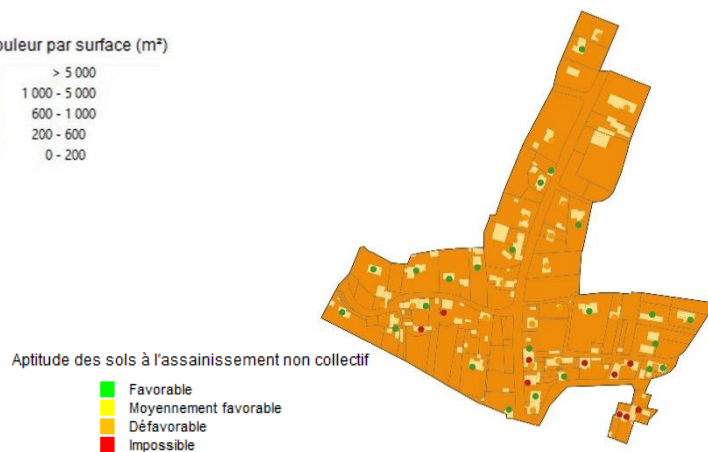 ouleur par surface (m²)
> 5 000
1 000 - 5 000
600 - 1 000
200 - 600
0 - 200
Aptitude des sols à l'assainissement non collectif
Favorable
Moyennement favorable
Défavorable
Impossible